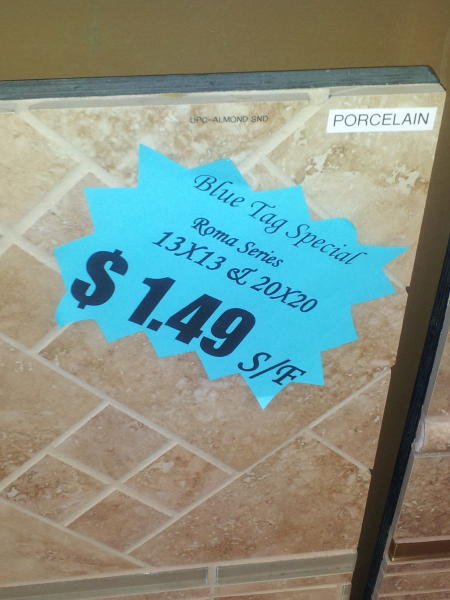 UPC-ALMOND SND
PORCELAIN
Blue Tag Special
Roma Series
13X13 & 20X20
$ 1.49 S/F